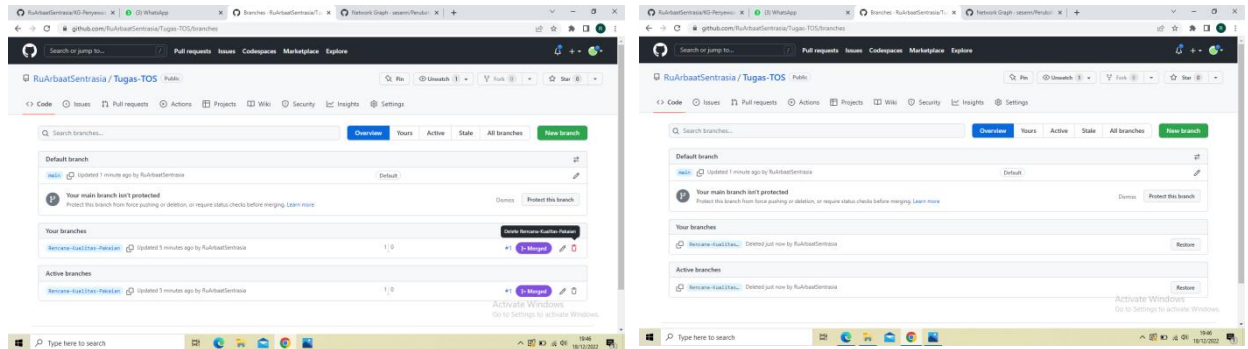 RuArbaatSentrasia/KG-Penyewa
(3) WhatsApp
Branches · RuArbaatSentrasia/T
Network Graph · sesenn/Perubah
github.com/RuArbaatSentrasia/Tugas-TOS/branches
Search or jump to...
Pull requests Issues Codespaces Marketplace Explore
RuArbaatSentrasia / Tugas-TOS Public
Pin Unwatch 1 Fork 0 Star 0
Code Issues Pull requests Actions Projects Wiki Security Insights Settings
Search branches...
Overview Yours Active Stale All branches New branch
Default branch
main Updated 1 minute ago by RuArbaatSentrasia Default
Your main branch isn't protected
Protect this branch from force pushing or deletion, or require status checks before merging. Learn more
Dismiss Protect this branch
Your branches
Delete Rencana-Kualitas-Pakaian
Rencana-Kualitas-Pakaian Updated 5 minutes ago by RuArbaatSentrasia 1 0 #1 Merged
Active branches
Rencana-Kualitas-Pakaian Updated 5 minutes ago by RuArbaatSentrasia 1 0 #1 Merged
Activate Windows
Go to Settings to activate Windows.
Type here to search
19:46
18/12/2022
RuArbaatSentrasia/KG-Penyewa
(3) WhatsApp
Branches · RuArbaatSentrasia/T
Network Graph · sesenn/Perubah
github.com/RuArbaatSentrasia/Tugas-TOS/branches
Search or jump to...
Pull requests Issues Codespaces Marketplace Explore
RuArbaatSentrasia / Tugas-TOS Public
Pin Unwatch 1 Fork 0 Star 0
Code Issues Pull requests Actions Projects Wiki Security Insights Settings
Search branches...
Overview Yours Active Stale All branches New branch
Default branch
main Updated 1 minute ago by RuArbaatSentrasia Default
Your main branch isn't protected
Protect this branch from force pushing or deletion, or require status checks before merging. Learn more
Dismiss Protect this branch
Your branches
Rencana-Kualitas… Deleted just now by RuArbaatSentrasia Restore
Active branches
Rencana-Kualitas… Deleted just now by RuArbaatSentrasia Restore
Activate Windows
Go to Settings to activate Windows.
Type here to search
19:46
18/12/2022